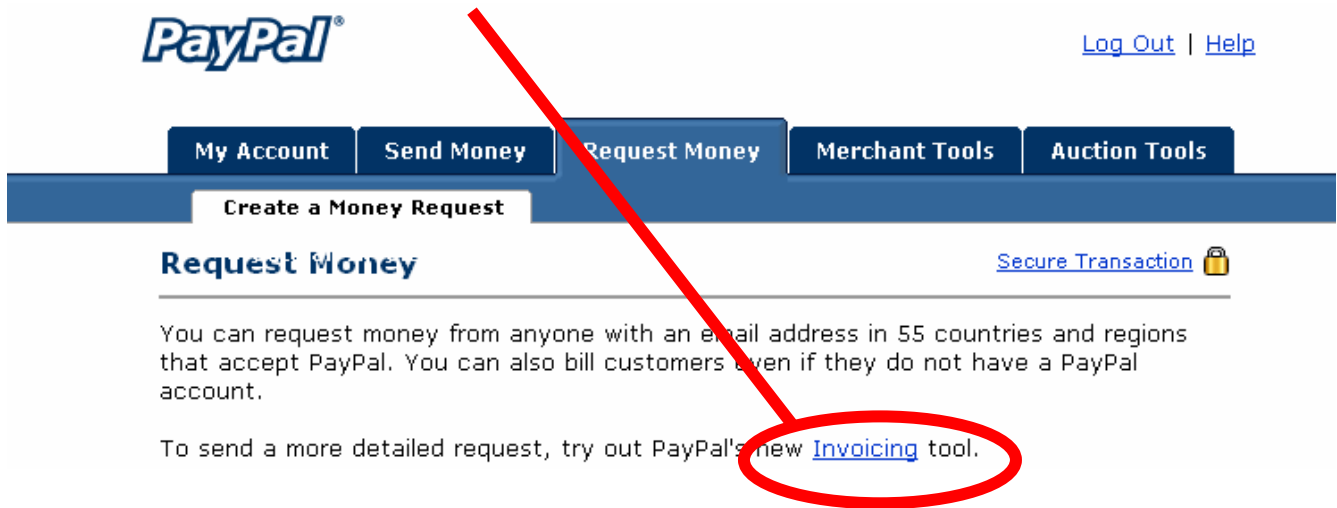 PayPal®
Log Out | Help
My Account Send Money Request Money Merchant Tools Auction Tools
Create a Money Request
Request Money
Secure Transaction
You can request money from anyone with an email address in 55 countries and regions
that accept PayPal. You can also bill customers even if they do not have a PayPal
account.
To send a more detailed request, try out PayPal's new Invoicing tool.